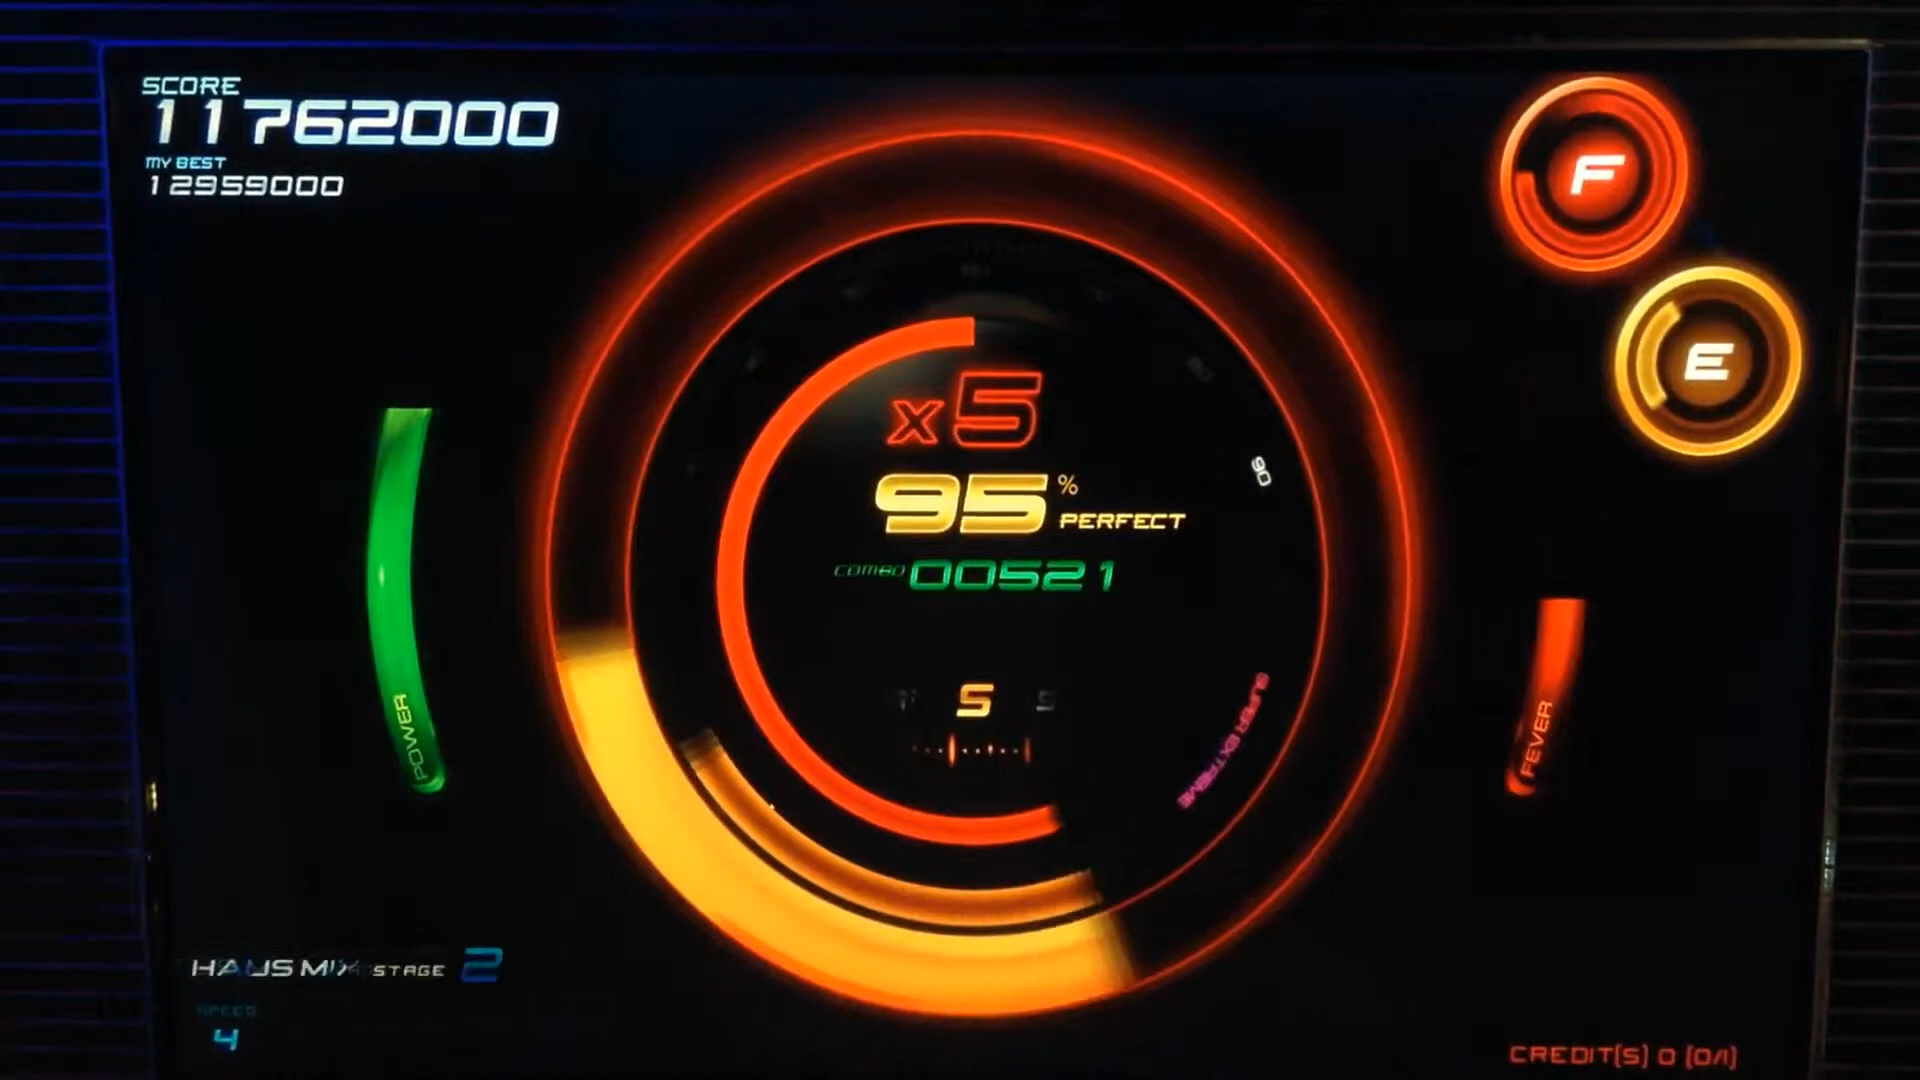 SCORE
11762000
MY BEST
12959000
F
E
x5
95% PERFECT
COMBO 00521
90
S
S
SUPER EXTREME
POWER
FEVER
HAUS MIX STAGE 2
SPEED
4
CREDIT(S) 0 (0/1)